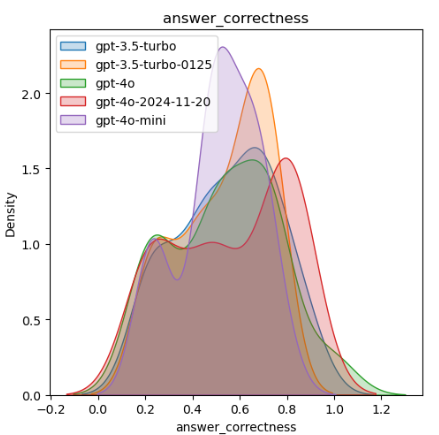 answer_correctness
gpt-3.5-turbo
gpt-3.5-turbo-0125
gpt-4o
gpt-4o-2024-11-20
gpt-4o-mini
2.0
1.5
1.0
0.5
0.0
Density
−0.2 0.0 0.2 0.4 0.6 0.8 1.0 1.2
answer_correctness